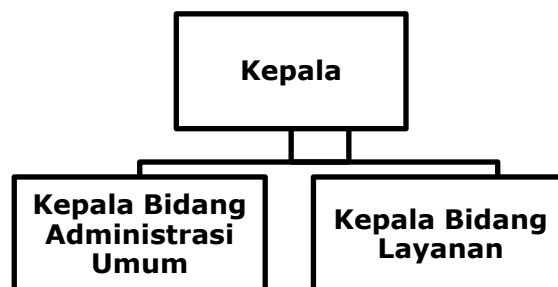 Kepala
Kepala Bidang
Administrasi
Umum
Kepala Bidang
Layanan